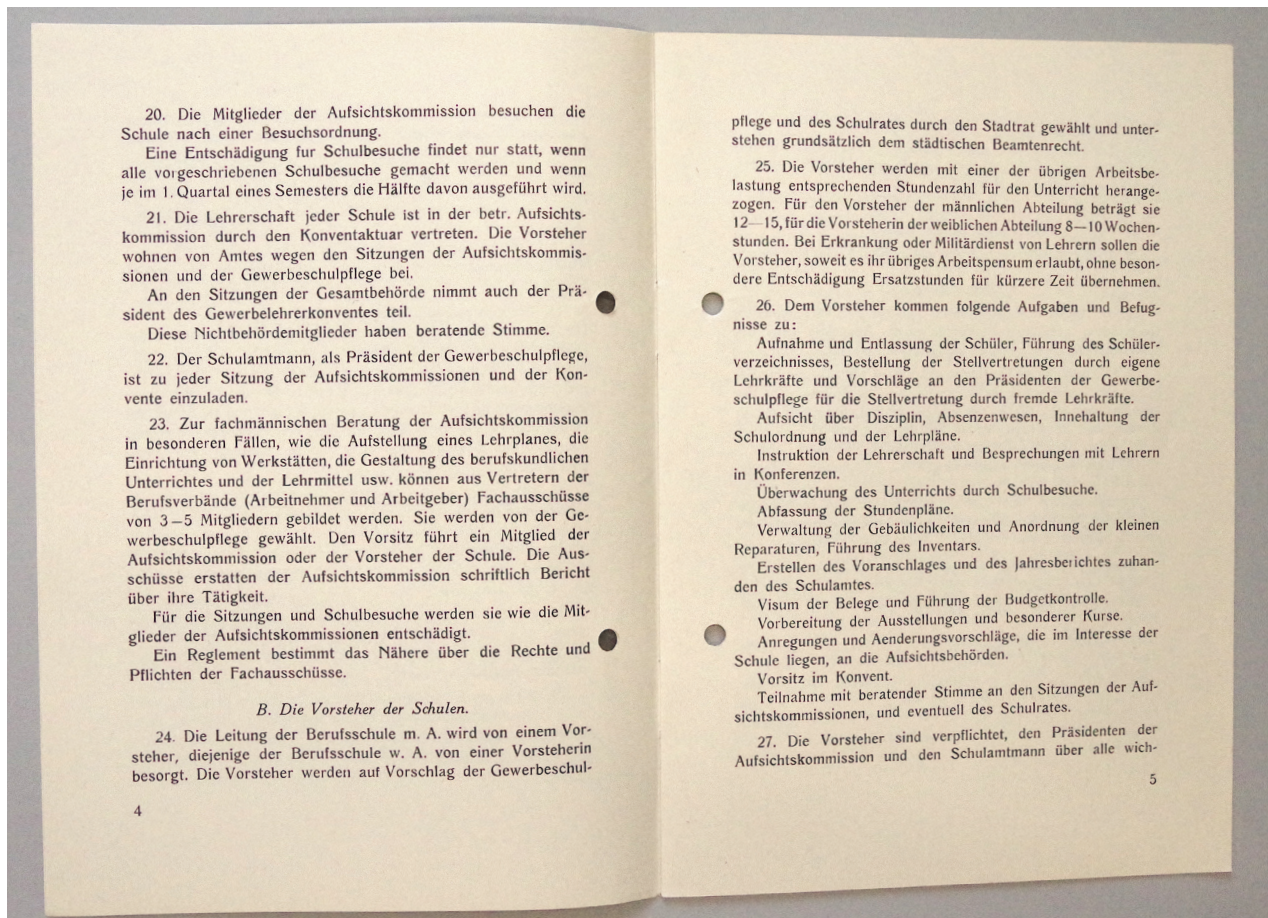 20. Die Mitglieder der Aufsichtskommission besuchen die
Schule nach einer Besuchsordnung.
Eine Entschädigung fur Schulbesuche findet nur statt, wenn
alle vorgeschriebenen Schulbesuche gemacht werden und wenn
je im 1. Quartal eines Semesters die Hälfte davon ausgeführt wird.
21. Die Lehrerschaft jeder Schule ist in der betr. Aufsichts-
kommission durch den Konventaktuar vertreten. Die Vorsteher
wohnen von Amtes wegen den Sitzungen der Aufsichtskommis-
sionen und der Gewerbeschulpflege bei.
An den Sitzungen der Gesamtbehörde nimmt auch der Prä-
sident des Gewerbelehrerkonventes teil.
Diese Nichtbehördemitglieder haben beratende Stimme.
22. Der Schulamtmann, als Präsident der Gewerbeschulpflege,
ist zu jeder Sitzung der Aufsichtskommissionen und der Kon-
vente einzuladen.
23. Zur fachmännischen Beratung der Aufsichtskommission
in besonderen Fällen, wie die Aufstellung eines Lehrplanes, die
Einrichtung von Werkstätten, die Gestaltung des berufskundlichen
Unterrichtes und der Lehrmittel usw. können aus Vertretern der
Berufsverbände (Arbeitnehmer und Arbeitgeber) Fachausschüsse
von 3—5 Mitgliedern gebildet werden. Sie werden von der Ge-
werbeschulpflege gewählt. Den Vorsitz führt ein Mitglied der
Aufsichtskommission oder der Vorsteher der Schule. Die Aus-
schüsse erstatten der Aufsichtskommission schriftlich Bericht
über ihre Tätigkeit.
Für die Sitzungen und Schulbesuche werden sie wie die Mit-
glieder der Aufsichtskommissionen entschädigt.
Ein Reglement bestimmt das Nähere über die Rechte und
Pflichten der Fachausschüsse.
B. Die Vorsteher der Schulen.
24. Die Leitung der Berufsschule m. A. wird von einem Vor-
steher, diejenige der Berufsschule w. A. von einer Vorsteherin
besorgt. Die Vorsteher werden auf Vorschlag der Gewerbeschul-
4
pflege und des Schulrates durch den Stadtrat gewählt und unter-
stehen grundsätzlich dem städtischen Beamtenrecht.
25. Die Vorsteher werden mit einer der übrigen Arbeitsbe-
lastung entsprechenden Stundenzahl für den Unterricht herange-
zogen. Für den Vorsteher der männlichen Abteilung beträgt sie
12—15, für die Vorsteherin der weiblichen Abteilung 8—10 Wochen-
stunden. Bei Erkrankung oder Militärdienst von Lehrern sollen die
Vorsteher, soweit es ihr übriges Arbeitspensum erlaubt, ohne beson-
dere Entschädigung Ersatzstunden für kürzere Zeit übernehmen.
26. Dem Vorsteher kommen folgende Aufgaben und Befug-
nisse zu:
Aufnahme und Entlassung der Schüler, Führung des Schüler-
verzeichnisses, Bestellung der Stellvertretungen durch eigene
Lehrkräfte und Vorschläge an den Präsidenten der Gewerbe-
schulpflege für die Stellvertretung durch fremde Lehrkräfte.
Aufsicht über Disziplin, Absenzenwesen, Innehaltung der
Schulordnung und der Lehrpläne.
Instruktion der Lehrerschaft und Besprechungen mit Lehrern
in Konferenzen.
Überwachung des Unterrichts durch Schulbesuche.
Abfassung der Stundenpläne.
Verwaltung der Gebäulichkeiten und Anordnung der kleinen
Reparaturen, Führung des Inventars.
Erstellen des Voranschlages und des Jahresberichtes zuhan-
den des Schulamtes.
Visum der Belege und Führung der Budgetkontrolle.
Vorbereitung der Ausstellungen und besonderer Kurse.
Anregungen und Aenderungsvorschläge, die im Interesse der
Schule liegen, an die Aufsichtsbehörden.
Vorsitz im Konvent.
Teilnahme mit beratender Stimme an den Sitzungen der Auf-
sichtskommissionen, und eventuell des Schulrates.
27. Die Vorsteher sind verpflichtet, den Präsidenten der
Aufsichtskommission und den Schulamtmann über alle wich-
5